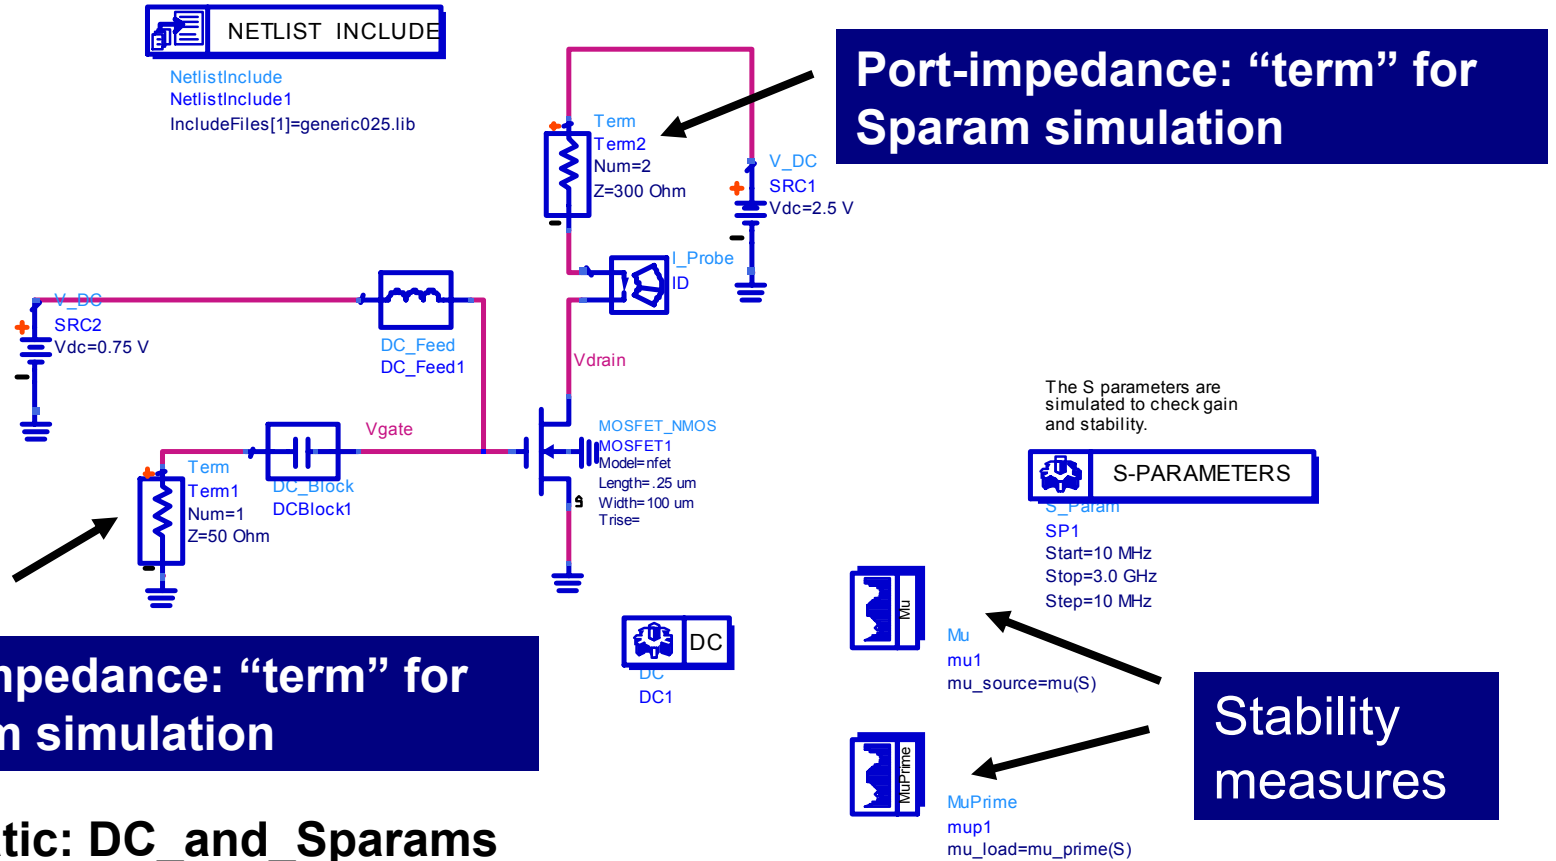 NETLIST INCLUDE
NetlistInclude
NetlistInclude1
IncludeFiles[1]=generic025.lib
Port-impedance: “term” for
Sparam simulation
Term
Term2
Num=2
Z=300 Ohm
V_DC
SRC1
Vdc=2.5 V
I_Probe
ID
V_DC
SRC2
Vdc=0.75 V
DC_Feed
DC_Feed1
Vdrain
Vgate
MOSFET_NMOS
MOSFET1
Model=nfet
Length=.25 um
Width=100 um
Trise=
Term
Term1
Num=1
Z=50 Ohm
DC_Block
DCBlock1
The S parameters are
simulated to check gain
and stability.
S-PARAMETERS
S_Param
SP1
Start=10 MHz
Stop=3.0 GHz
Step=10 MHz
DC
DC
DC1
Mu
Mu
mu1
mu_source=mu(S)
MuPrime
MuPrime
mup1
mu_load=mu_prime(S)
Stability
measures
mpedance: “term” for
m simulation
tic: DC_and_Sparams